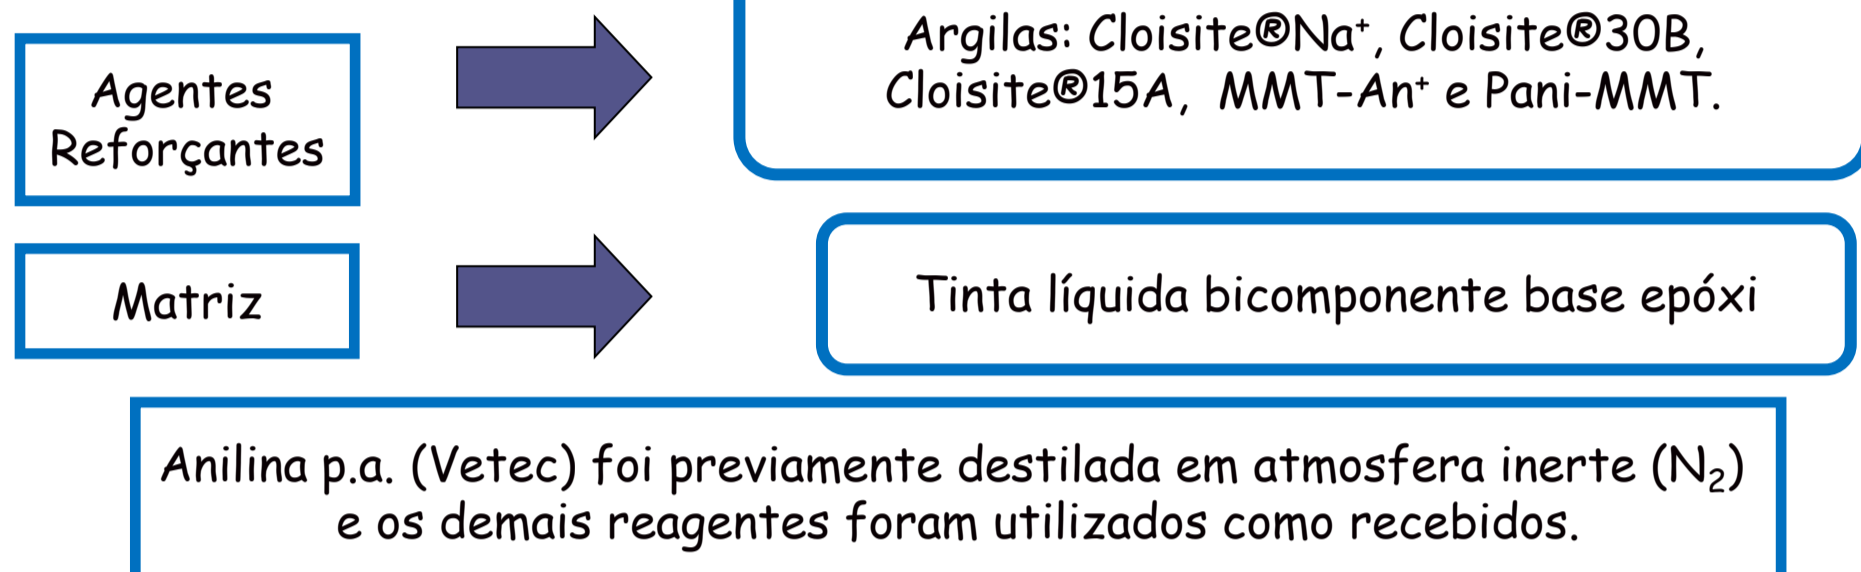 Agentes
Reforçantes
Argilas: Cloisite®Na⁺, Cloisite®30B,
Cloisite®15A, MMT-An⁺ e Pani-MMT.
Matriz
Tinta líquida bicomponente base epóxi
Anilina p.a. (Vetec) foi previamente destilada em atmosfera inerte (N₂)
e os demais reagentes foram utilizados como recebidos.